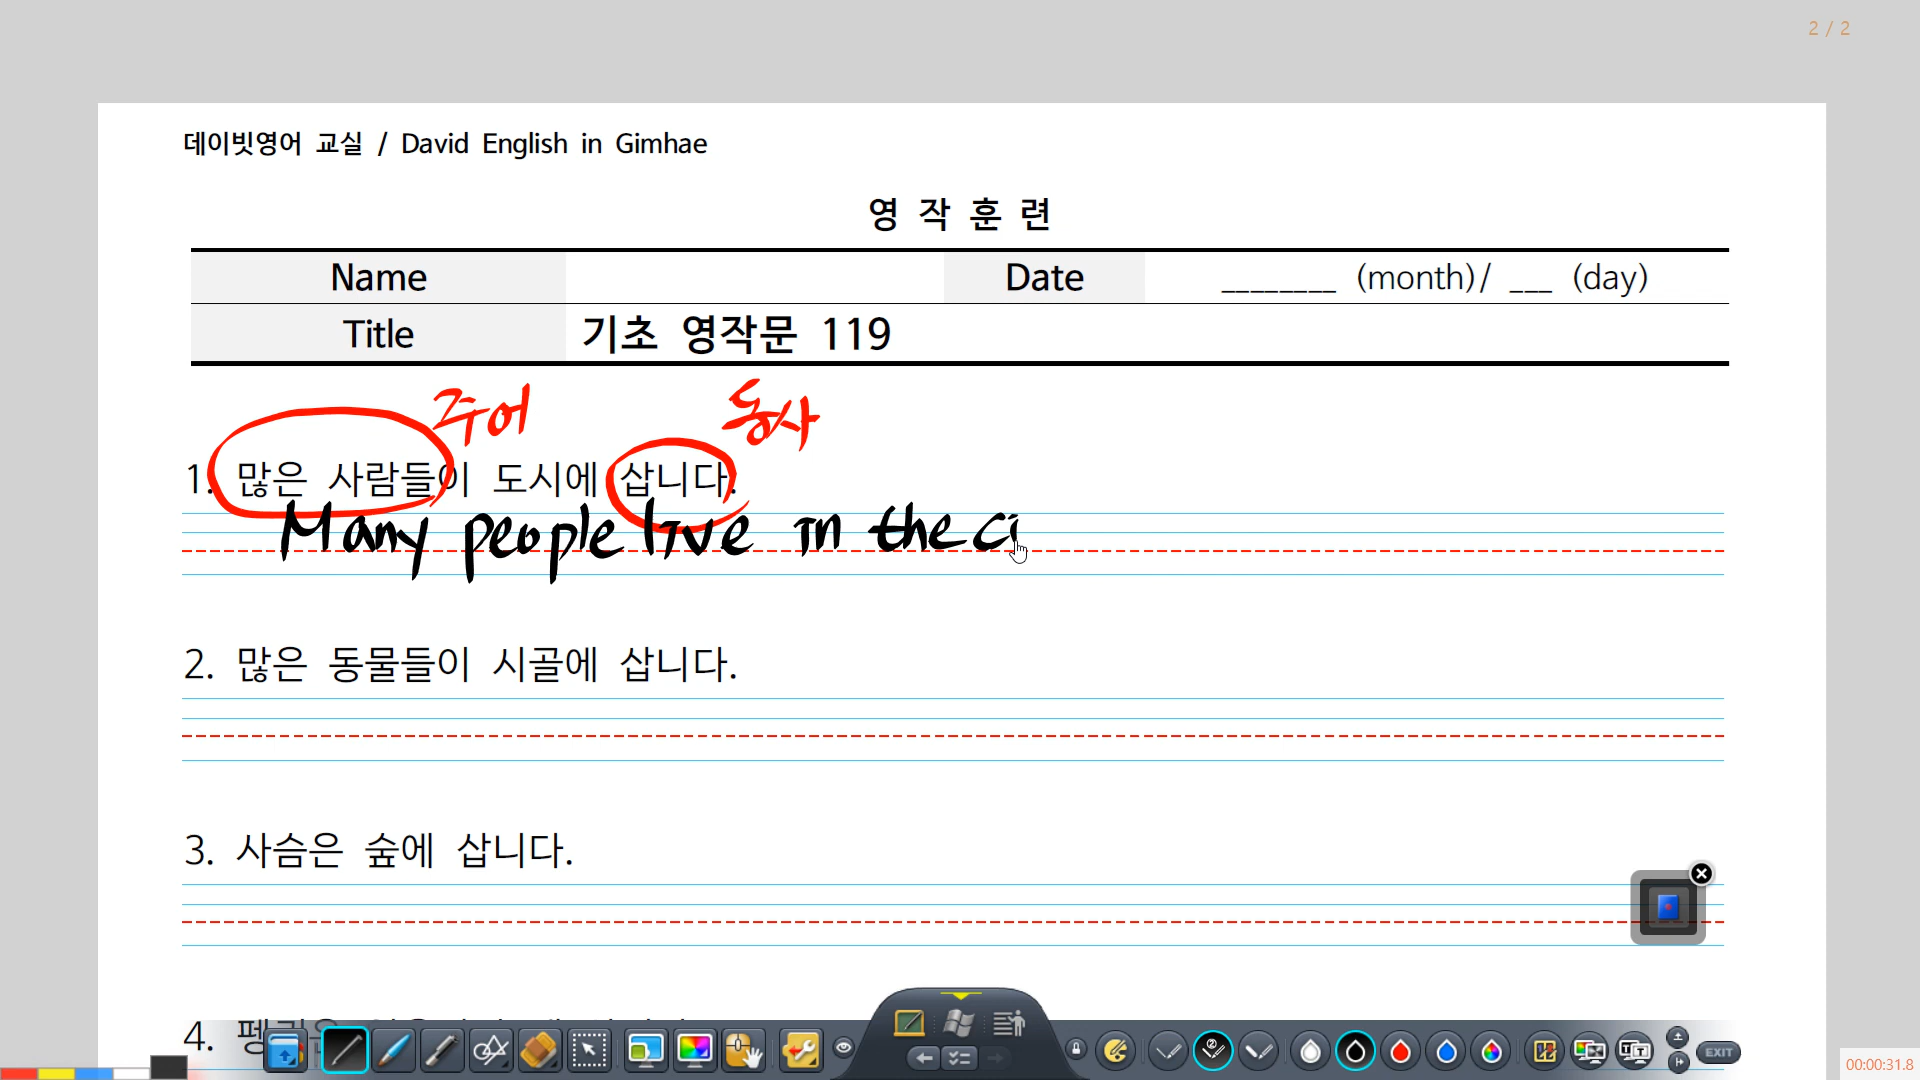 2 / 2
데이빗영어 교실 / David English in Gimhae
영 작 훈 련
Name Date ________ (month)/ ___ (day)
Title 기초 영작문 119
주어 동사
1. 많은 사람들이 도시에 삽니다.
Many people live in the ci
2. 많은 동물들이 시골에 삽니다.
3. 사슴은 숲에 삽니다.
4.
EXIT
00:00:31.8